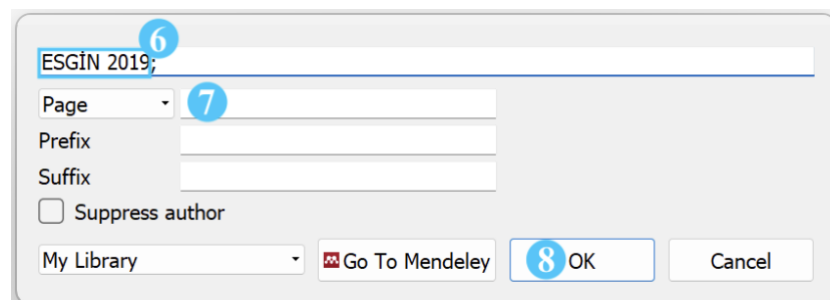 6
ESGİN 2019;
Page 7
Prefix
Suffix
Suppress author
My Library Go To Mendeley 8 OK Cancel